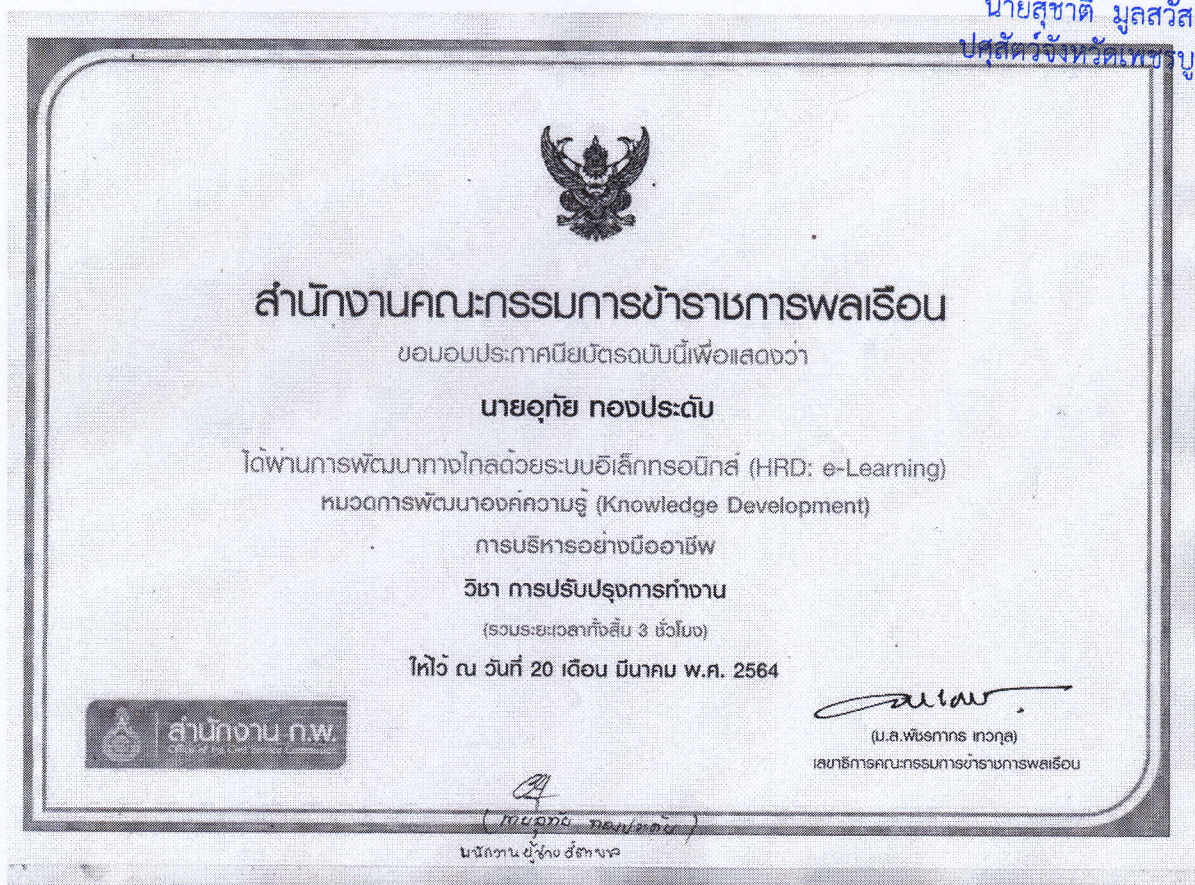 นายสุชาติ มูลสวัส
ปศุสัตว์จังหวัดเพชรบู
สำนักงานคณะกรรมการข้าราชการพลเรือน
ขอมอบประกาศนียบัตรฉบับนี้เพื่อแสดงว่า
นายอุทัย ทองประดับ
ได้ผ่านการพัฒนาทางไกลด้วยระบบอิเล็กทรอนิกส์ (HRD: e-Learning)
หมวดการพัฒนาองค์ความรู้ (Knowledge Development)
การบริหารอย่างมืออาชีพ
วิชา การปรับปรุงการทำงาน
(รวมระยะเวลาทั้งสิ้น 3 ชั่วโมง)
ให้ไว้ ณ วันที่ 20 เดือน มีนาคม พ.ศ. 2564
สำนักงาน ก.พ.
(ม.ล.พัชรภากร เทวกุล)
เลขาธิการคณะกรรมการข้าราชการพลเรือน
(นายอุทัย ทองประดับ)
พนักงานผู้ช่วยสัตวบาล